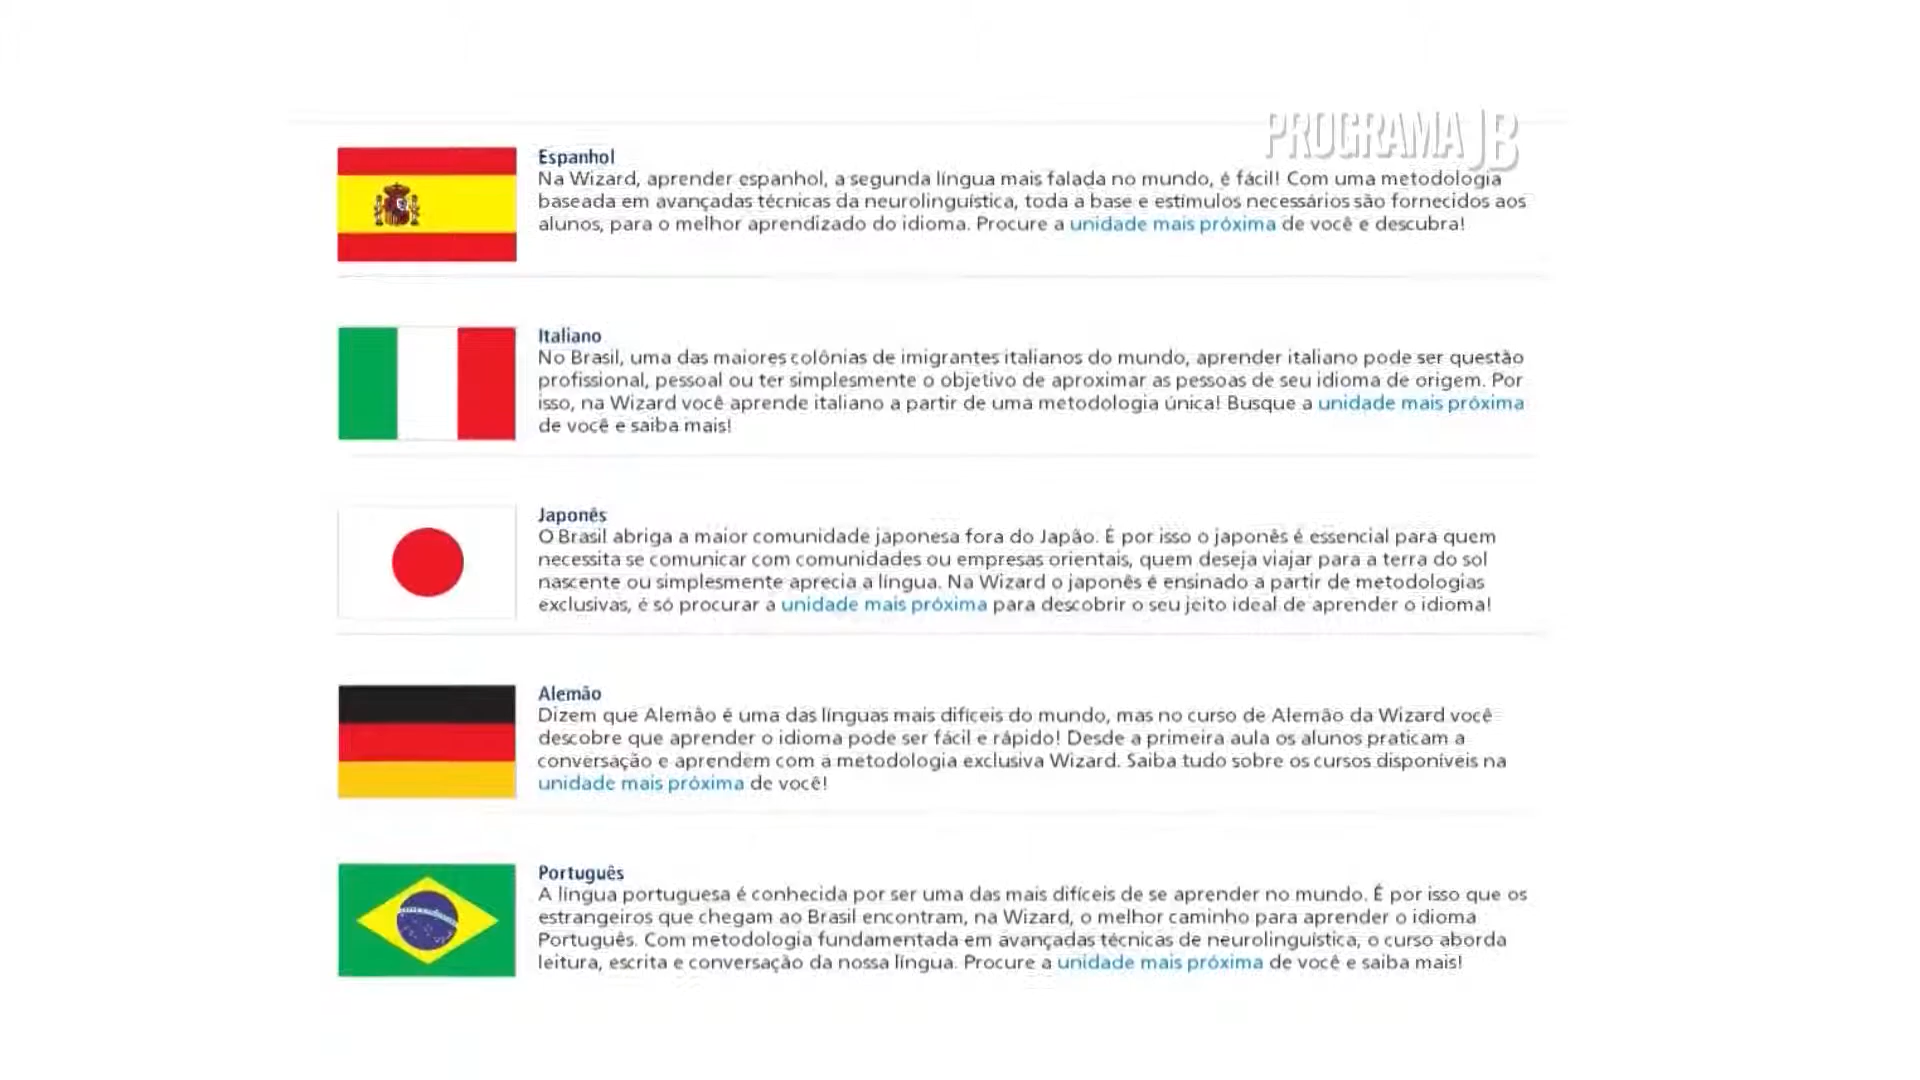 PROGRAMA JB
Espanhol
Na Wizard, aprender espanhol, a segunda língua mais falada no mundo, é fácil! Com uma metodologia
baseada em avançadas técnicas da neurolinguística, toda a base e estímulos necessários são fornecidos aos
alunos, para o melhor aprendizado do idioma. Procure a unidade mais próxima de você e descubra!
Italiano
No Brasil, uma das maiores colônias de imigrantes italianos do mundo, aprender italiano pode ser questão
profissional, pessoal ou ter simplesmente o objetivo de aproximar as pessoas de seu idioma de origem. Por
isso, na Wizard você aprende italiano a partir de uma metodologia única! Busque a unidade mais próxima
de você e saiba mais!
Japonês
O Brasil abriga a maior comunidade japonesa fora do Japão. É por isso o japonês é essencial para quem
necessita se comunicar com comunidades ou empresas orientais, quem deseja viajar para a terra do sol
nascente ou simplesmente aprecia a língua. Na Wizard o japonês é ensinado a partir de metodologias
exclusivas, é só procurar a unidade mais próxima para descobrir o seu jeito ideal de aprender o idioma!
Alemão
Dizem que Alemão é uma das línguas mais difíceis do mundo, mas no curso de Alemão da Wizard você
descobre que aprender o idioma pode ser fácil e rápido! Desde a primeira aula os alunos praticam a
conversação e aprendem com a metodologia exclusiva Wizard. Saiba tudo sobre os cursos disponíveis na
unidade mais próxima de você!
Português
A língua portuguesa é conhecida por ser uma das mais difíceis de se aprender no mundo. É por isso que os
estrangeiros que chegam ao Brasil encontram, na Wizard, o melhor caminho para aprender o idioma
Português. Com metodologia fundamentada em avançadas técnicas de neurolinguística, o curso aborda
leitura, escrita e conversação da nossa língua. Procure a unidade mais próxima de você e saiba mais!